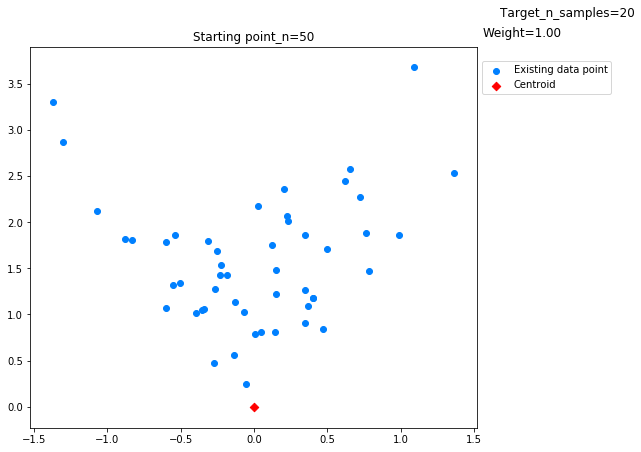 Target_n_samples=20
Weight=1.00
Starting point_n=50
Existing data point
Centroid
3.5
3.0
2.5
2.0
1.5
1.0
0.5
0.0
−1.5 −1.0 −0.5 0.0 0.5 1.0 1.5